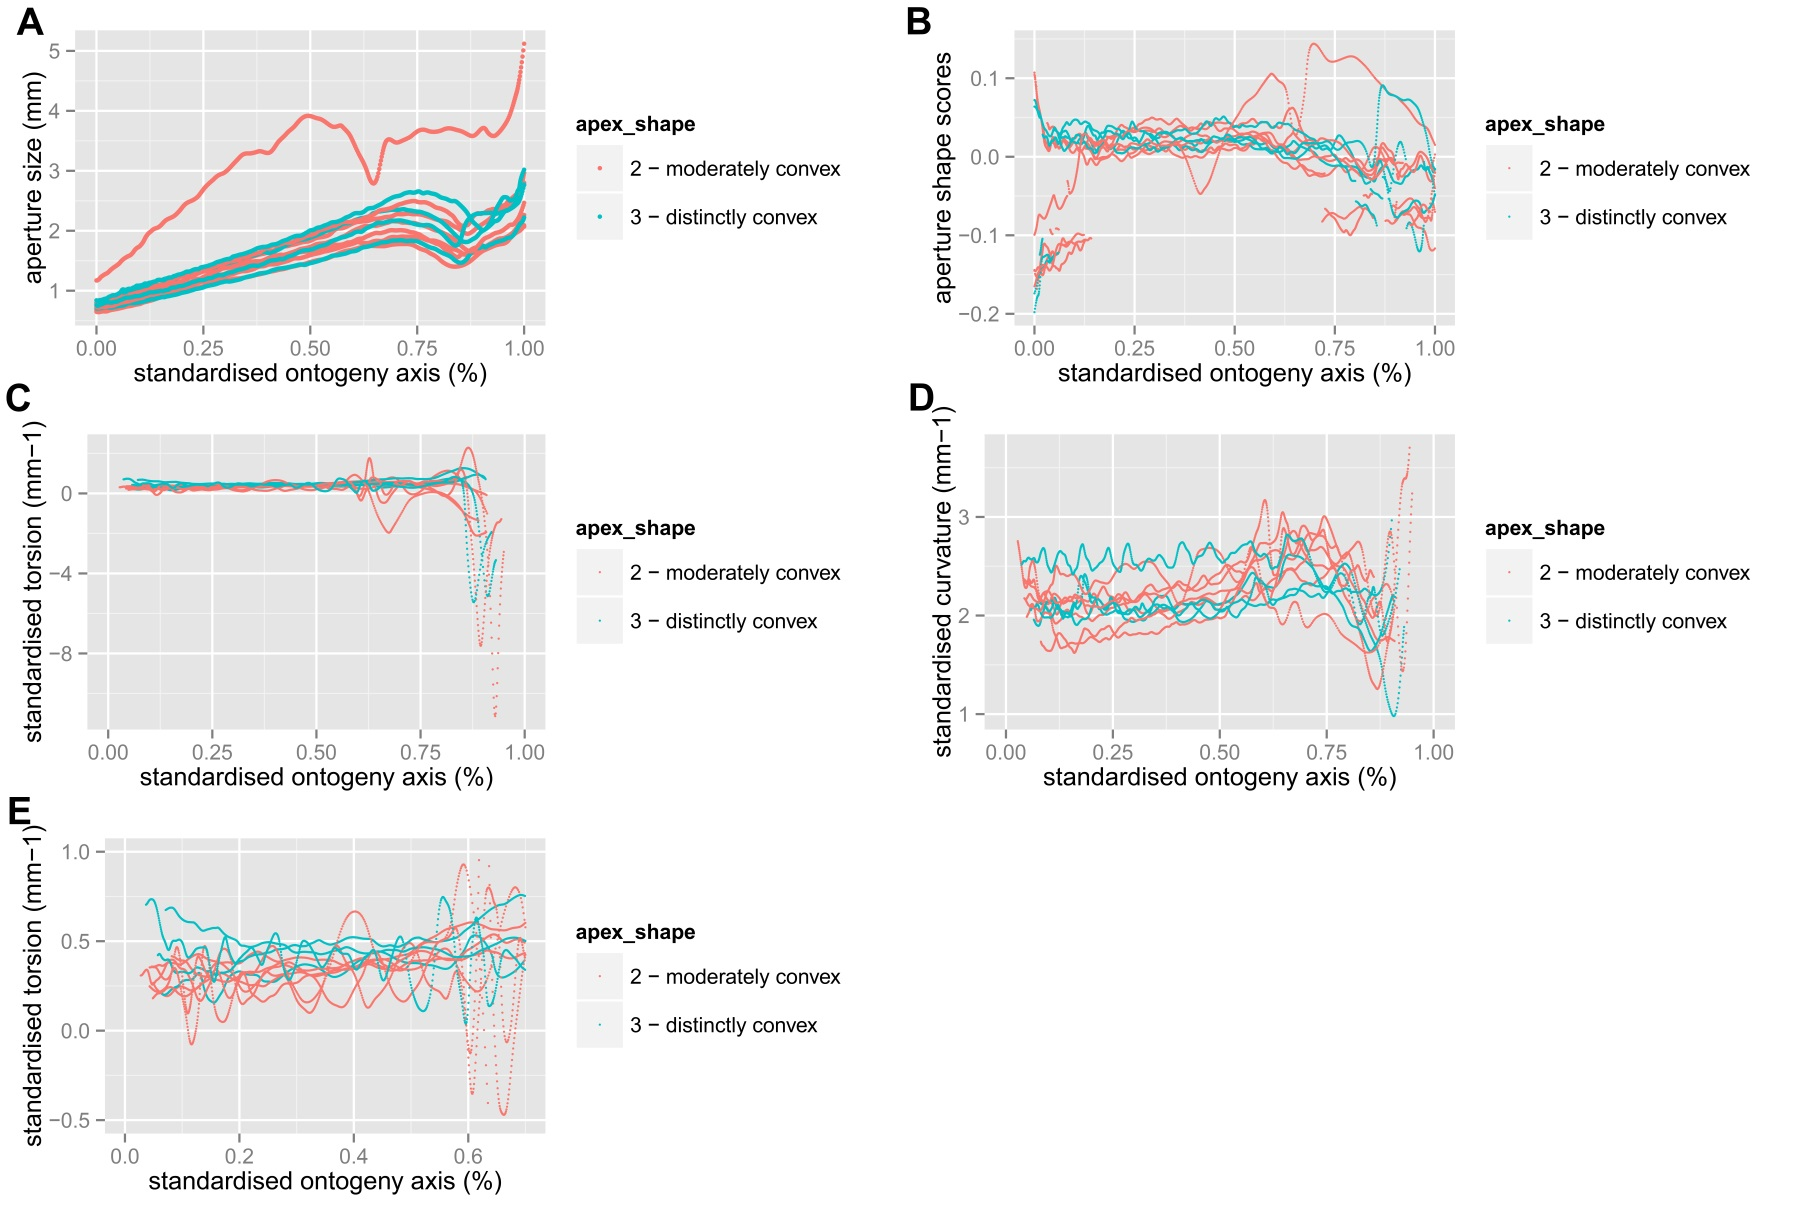 A
aperture size (mm)
5
4
3
2
1
0.00 0.25 0.50 0.75 1.00
standardised ontogeny axis (%)
apex_shape
2 − moderately convex
3 − distinctly convex
B
aperture shape scores
0.1
0.0
−0.1
−0.2
0.00 0.25 0.50 0.75 1.00
standardised ontogeny axis (%)
apex_shape
2 − moderately convex
3 − distinctly convex
C
standardised torsion (mm−1)
0
−4
−8
0.00 0.25 0.50 0.75 1.00
standardised ontogeny axis (%)
apex_shape
2 − moderately convex
3 − distinctly convex
D
standardised curvature (mm−1)
3
2
1
0.00 0.25 0.50 0.75 1.00
standardised ontogeny axis (%)
apex_shape
2 − moderately convex
3 − distinctly convex
E
standardised torsion (mm−1)
1.0
0.5
0.0
−0.5
0.0 0.2 0.4 0.6
standardised ontogeny axis (%)
apex_shape
2 − moderately convex
3 − distinctly convex